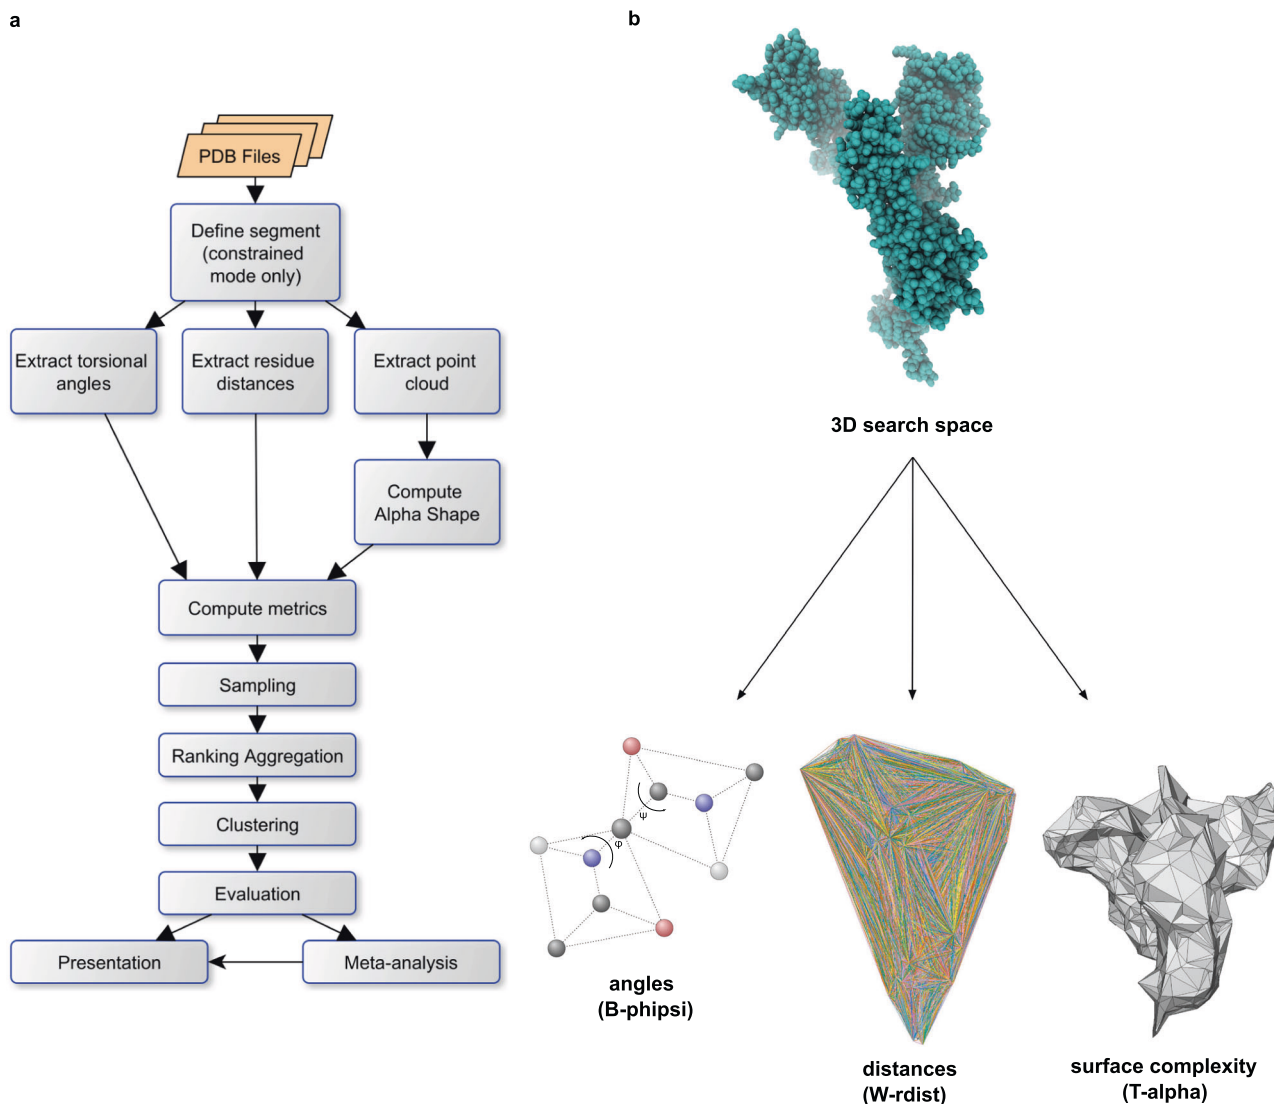 a
PDB Files
Define segment
(constrained
mode only)
Extract torsional
angles
Extract residue
distances
Extract point
cloud
Compute
Alpha Shape
Compute metrics
Sampling
Ranking Aggregation
Clustering
Evaluation
Presentation
Meta-analysis
b
3D search space
ψ
φ
angles
(B-phipsi)
distances
(W-rdist)
surface complexity
(T-alpha)